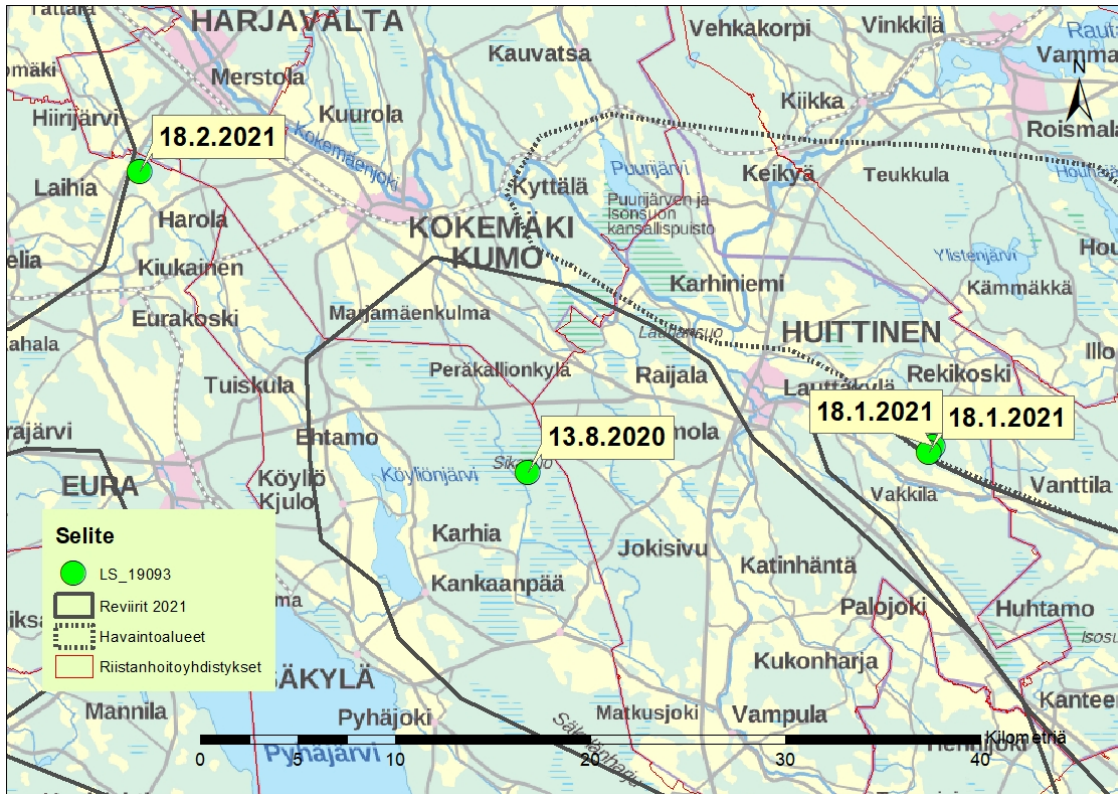 Tattara
HARJAVALTA
Kauvatsa
Vehkakorpi
Vinkkilä
Merstola
Kiikka
N
Kuurola
Hiirijärvi
18.2.2021
Kokemäenjoki
Roismala
Laihia
Kyttälä
Puurijärvi
Keikyä
Teukkula
Puurijärven ja
Isonsuon
kansallispuisto
Harola
KOKEMÄKI
KUMO
Ylistenjärvi
Kiukainen
Karhiniemi
Kämmäkkä
Eurakoski
Marjamäenkulma
HUITTINEN
Tuiskula
Peräkallionkylä
Raijala
Lauttakylä
Rekikoski
18.1.2021
18.1.2021
Ehtamo
13.8.2020
Köyliönjärvi
EURA
Köyliö
Kjulo
Vakkila
Vanttila
Selite
LS_19093
Reviirit 2021
Havaintoalueet
Riistanhoitoyhdistykset
Karhia
Jokisivu
Katinhäntä
Kankaanpää
Palojoki
Huhtamo
Kukonharja
SÄKYLÄ
Mannila
Pyhäjoki
Matkusjoki
Vampula
Pyhäjärvi
Säkylänharju
Kilometriä
0 5 10 20 30 40